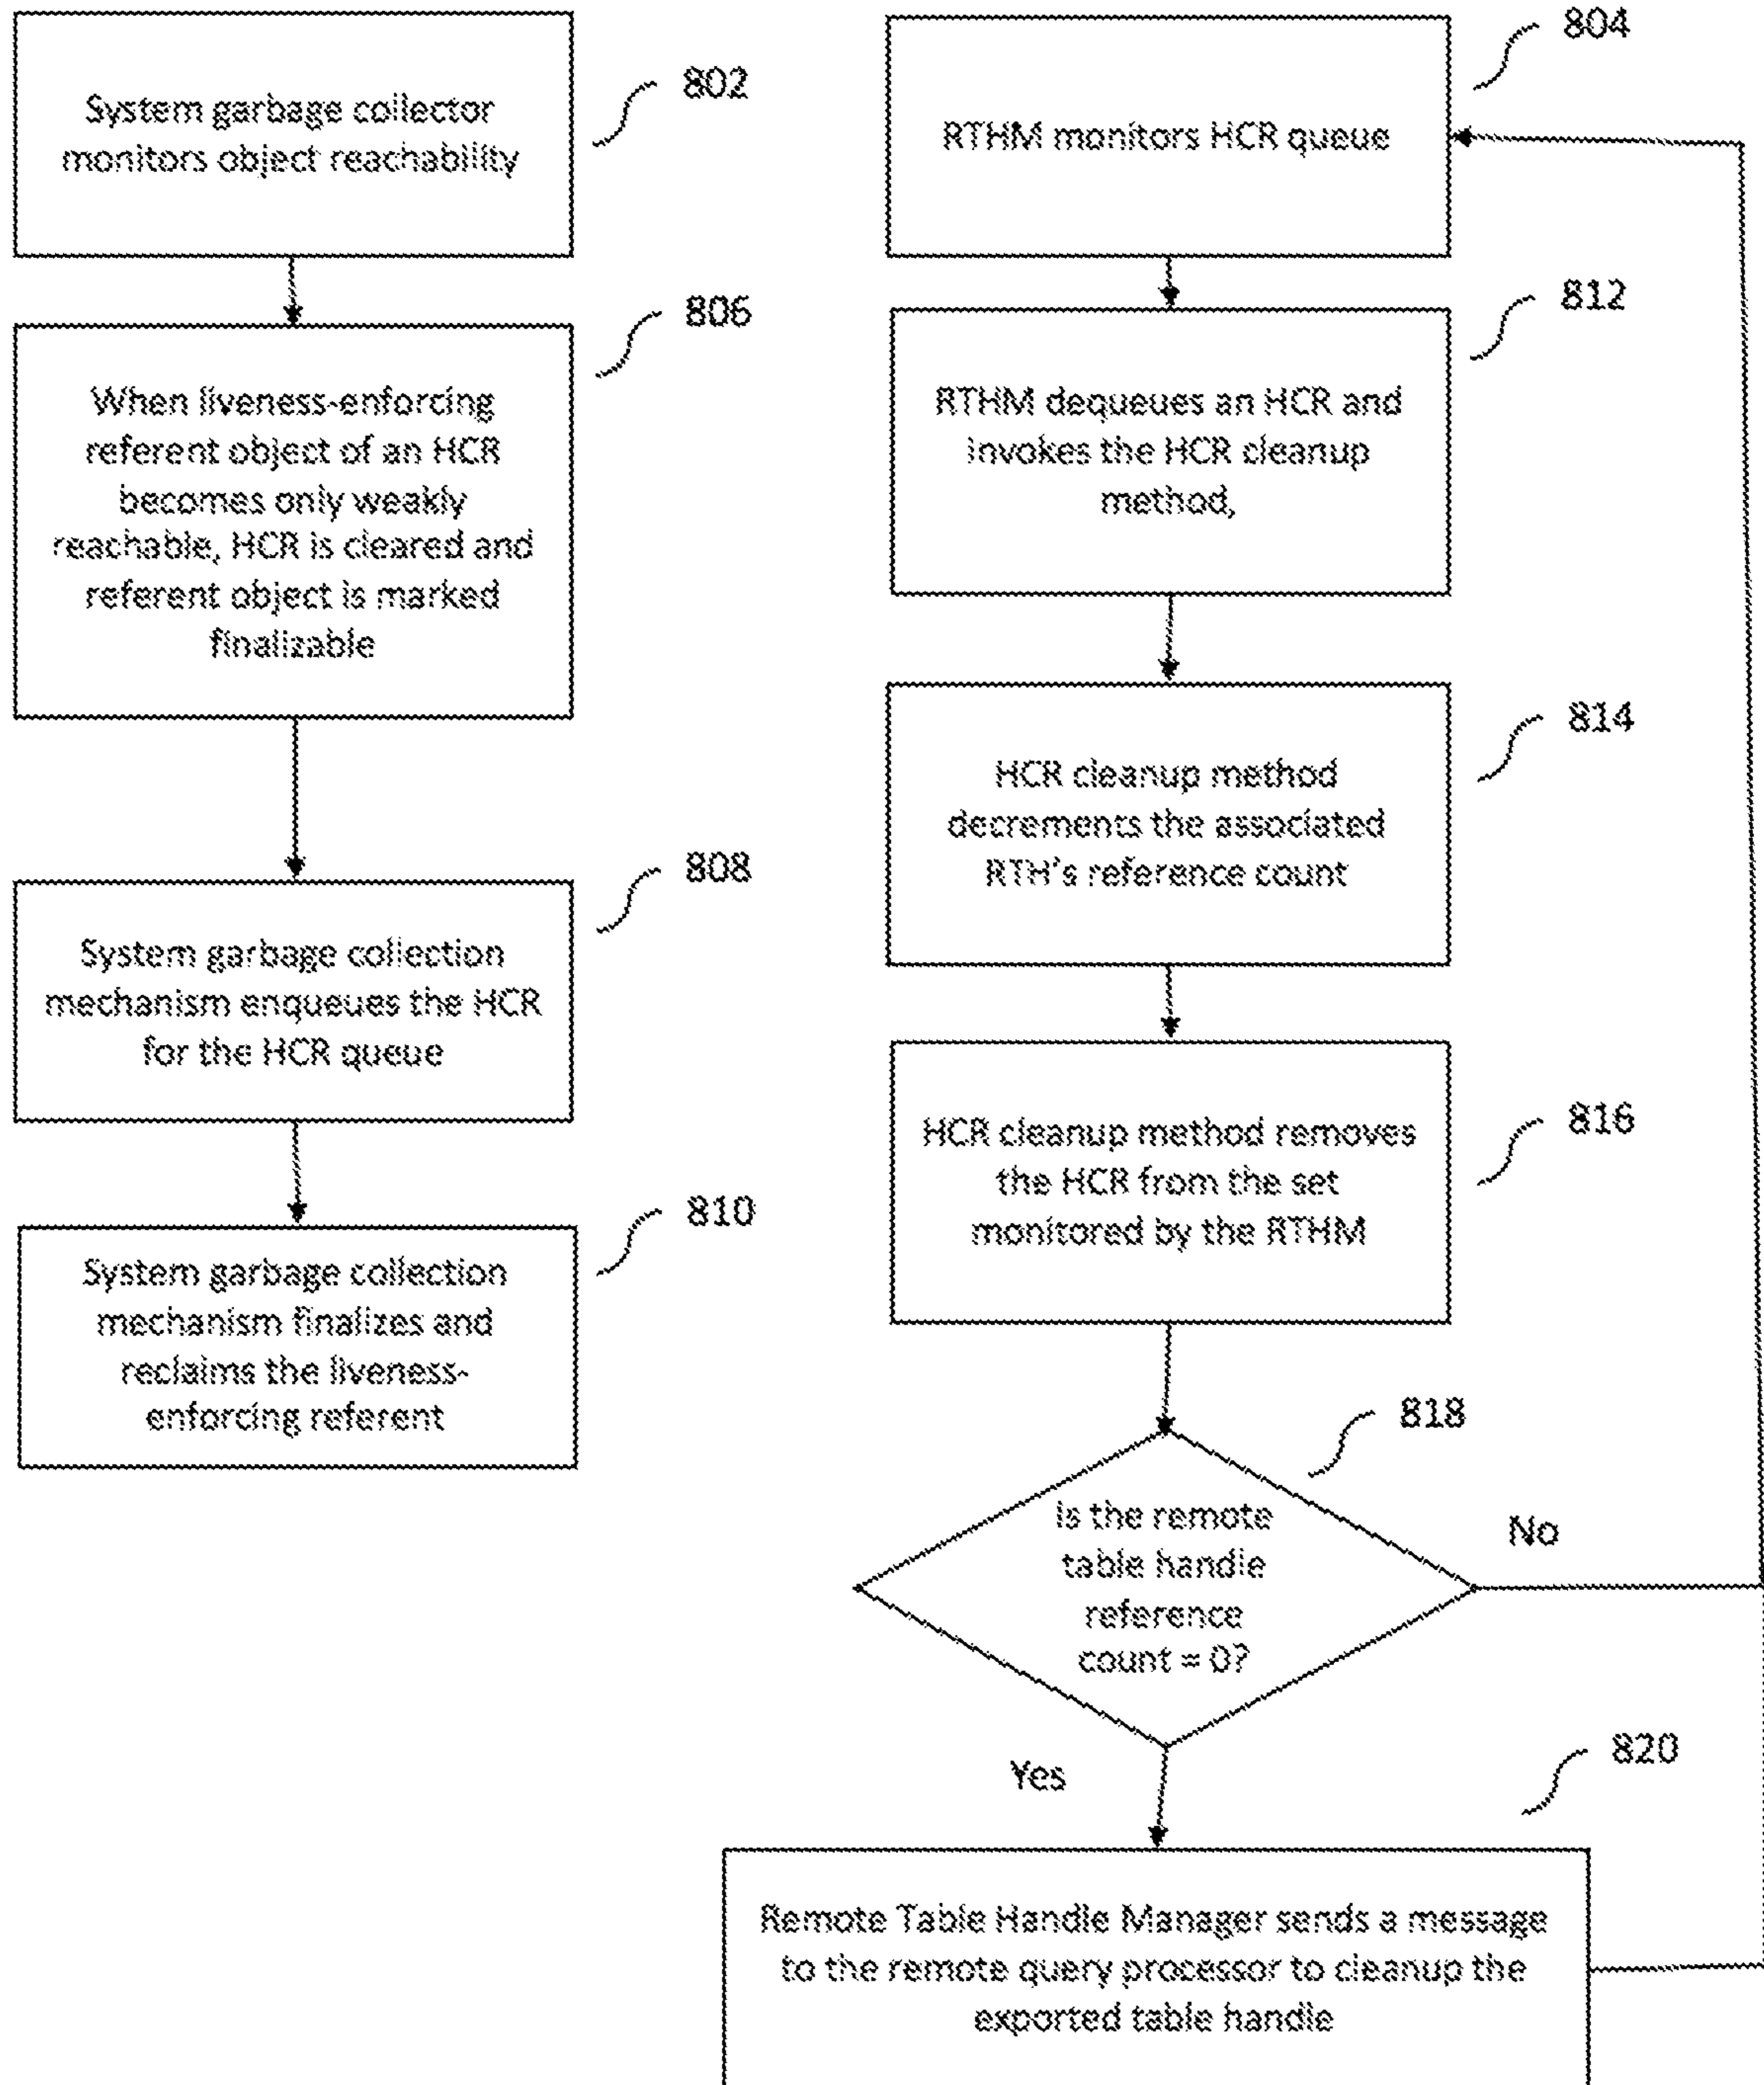 System garbage collector
monitors object reachability
802
When liveness-enforcing
referent object of an HCR
becomes only weakly
reachable, HCR is cleared and
referent object is marked
finalizable
806
System garbage collection
mechanism enqueues the HCR
for the HCR queue
808
System garbage collection
mechanism finalizes and
reclaims the liveness-
enforcing referent
810
RTHM monitors HCR queue
804
RTHM dequeues an HCR and
invokes the HCR cleanup
method,
812
HCR cleanup method
decrements the associated
RTH's reference count
814
HCR cleanup method removes
the HCR from the set
monitored by the RTHM
816
Is the remote
table handle
reference
count = 0?
818
No
Yes
Remote Table Handle Manager sends a message
to the remote query processor to cleanup the
exported table handle
820